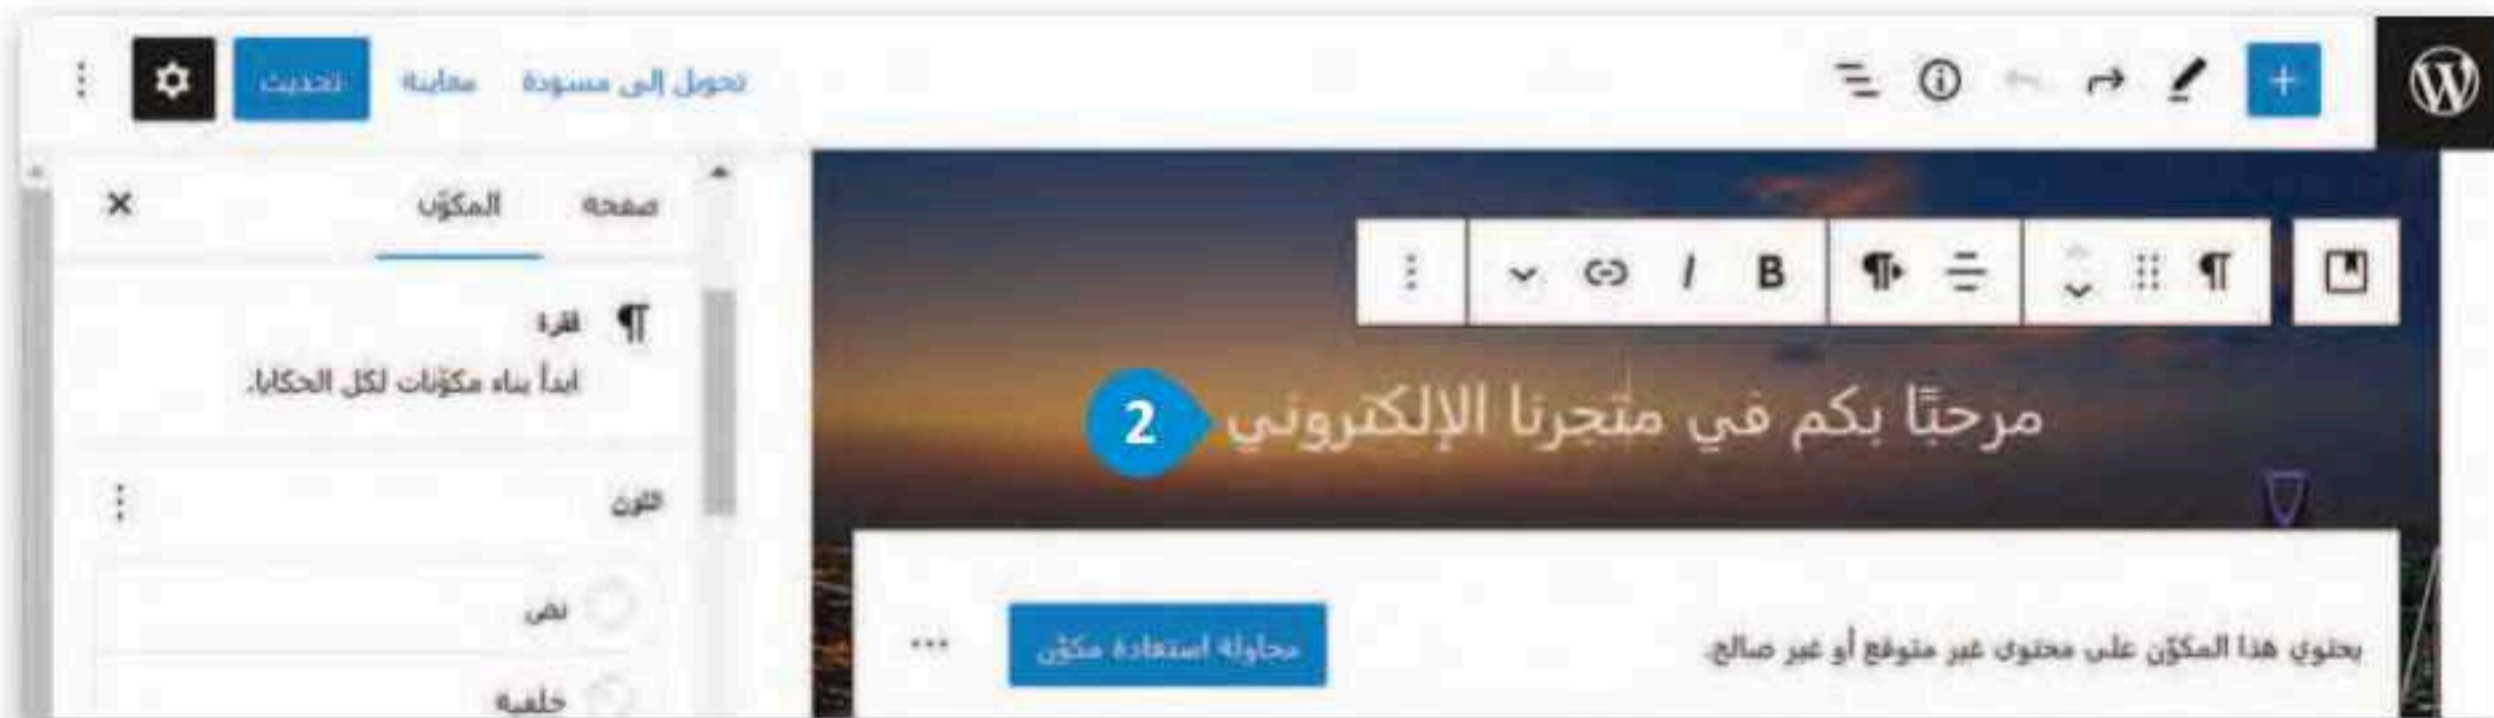 تحويل إلى مسودة
معاينة
تحديث
صفحة
المكوّن
فقرة
ابدأ بناء مكوّنات لكل الحكايا.
اللون
نص
خلفية
B I
مرحبًا بكم في متجرنا الإلكتروني
2
يحتوي هذا المكوّن على محتوى غير متوقع أو غير صالح.
محاولة استعادة مكوّن